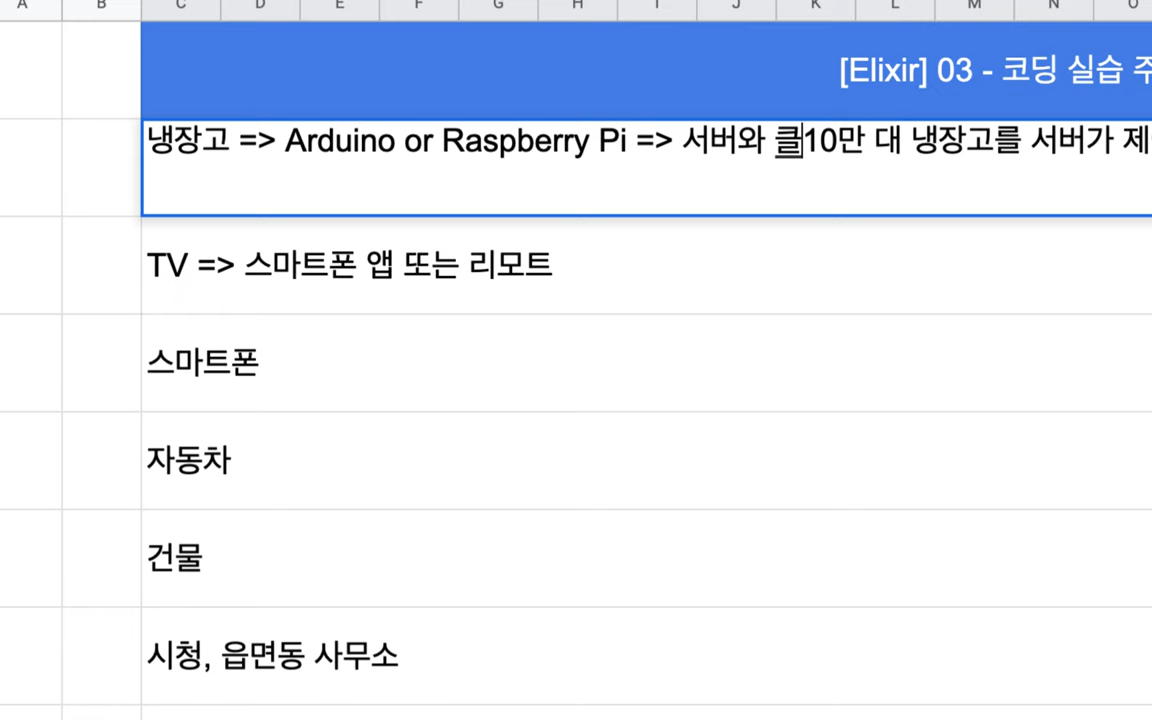 A B C D E F G H I J K L M N O
[Elixir] 03 - 코딩 실습 주
냉장고 => Arduino or Raspberry Pi => 서버와 클10만 대 냉장고를 서버가 제
TV => 스마트폰 앱 또는 리모트
스마트폰
자동차
건물
시청, 읍면동 사무소